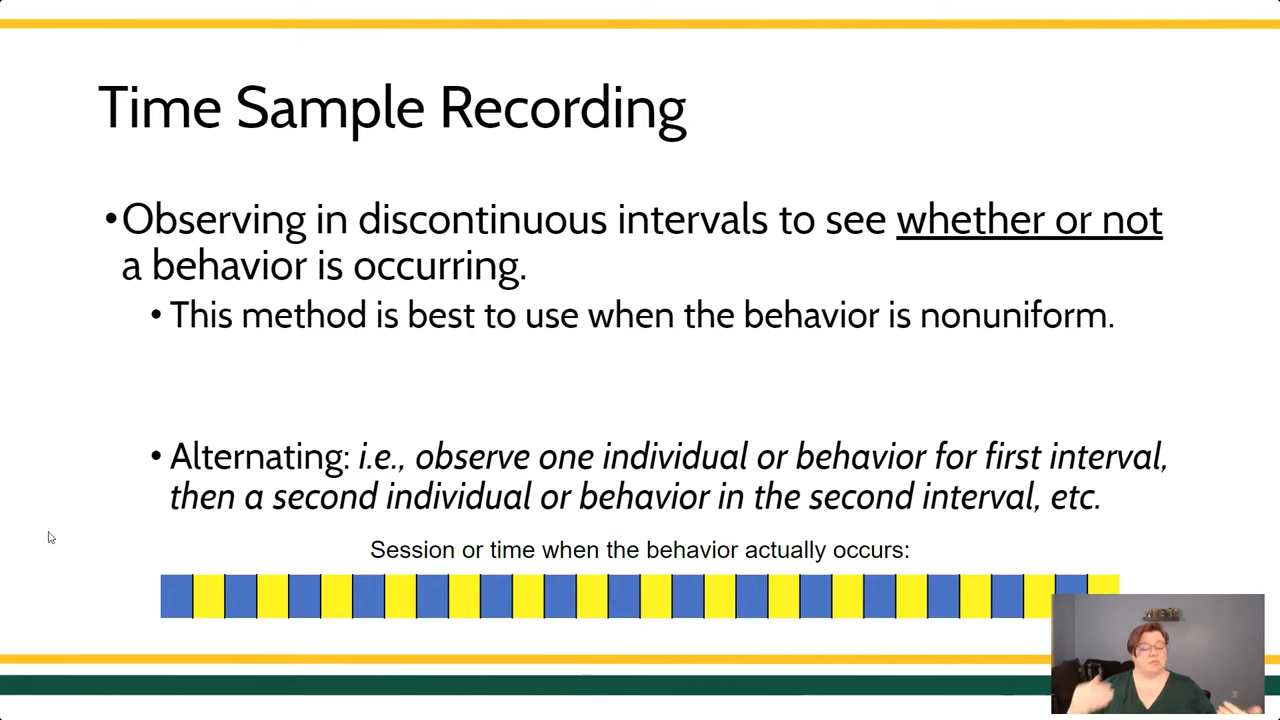 Time Sample Recording
•Observing in discontinuous intervals to see whether or not
a behavior is occurring.
• This method is best to use when the behavior is nonuniform.
• Alternating: i.e., observe one individual or behavior for first interval,
then a second individual or behavior in the second interval, etc.
Session or time when the behavior actually occurs: